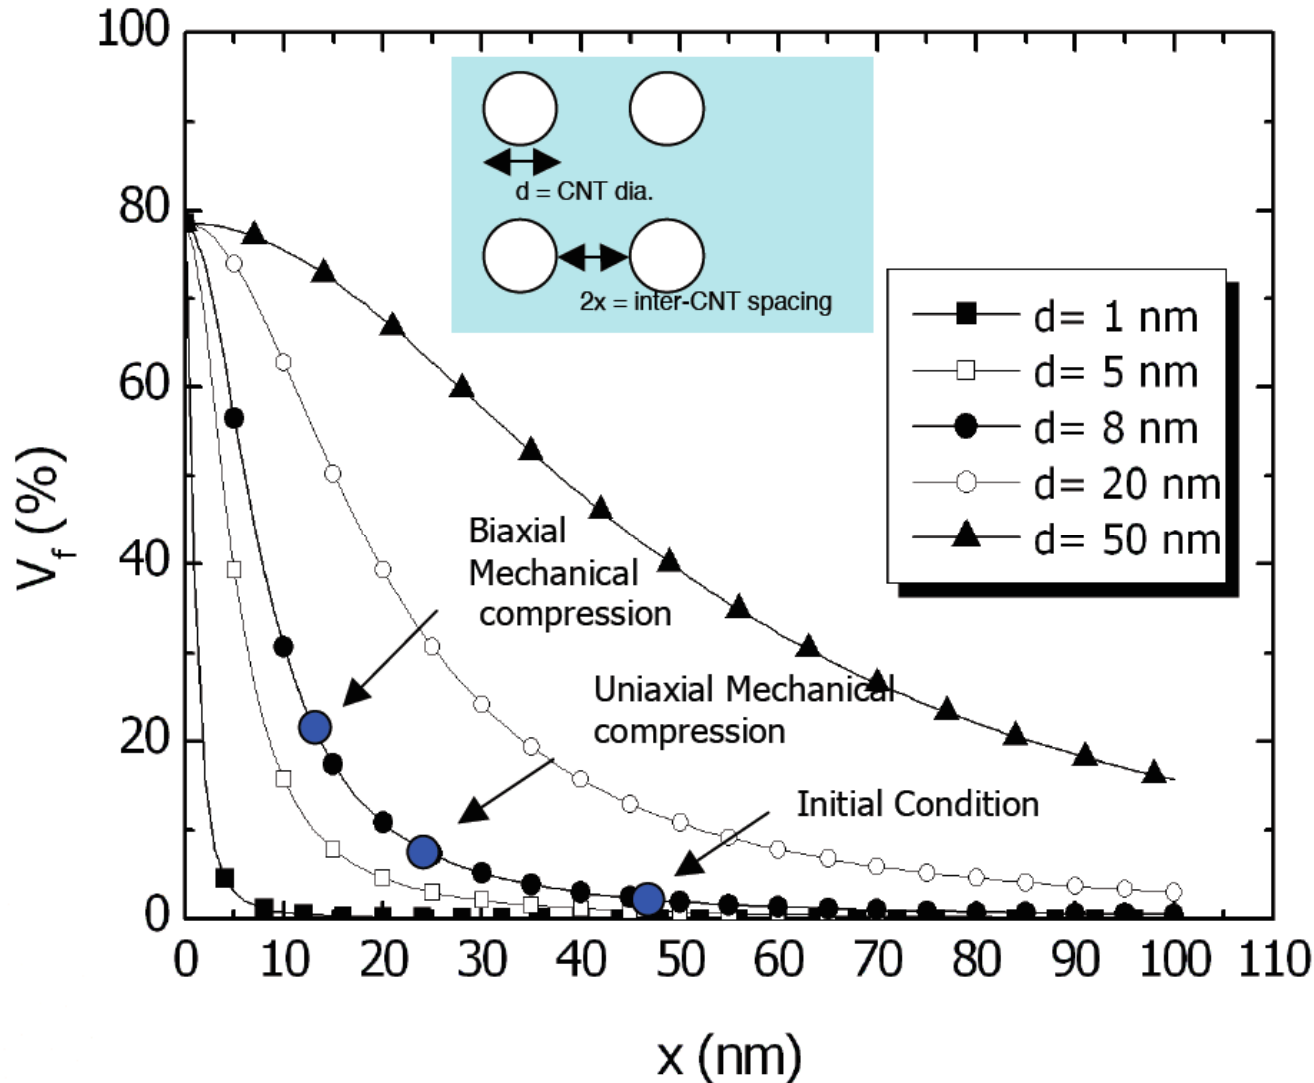 100
80
60
40
20
0
V_f (%)
d = CNT dia.
2x = inter-CNT spacing
d= 1 nm
d= 5 nm
d= 8 nm
d= 20 nm
d= 50 nm
Biaxial
Mechanical
compression
Uniaxial Mechanical
compression
Initial Condition
0 10 20 30 40 50 60 70 80 90 100 110
x (nm)